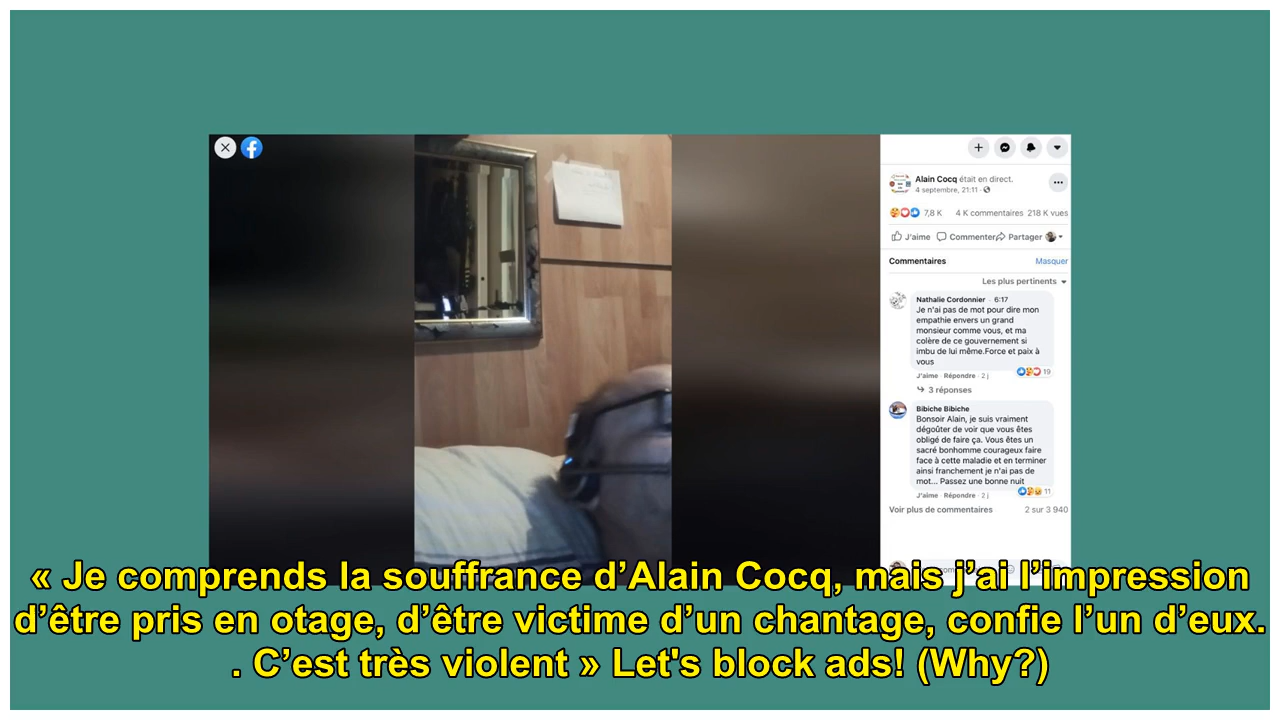 Alain Cocq était en direct.
4 septembre, 21:11
7,8 K 4 K commentaires 218 K vues
J'aime Commenter Partager
Commentaires Masquer
Les plus pertinents
Nathalie Cordonnier · 6:17
Je n'ai pas de mot pour dire mon
empathie envers un grand
monsieur comme vous, et ma
colère de ce gouvernement si
imbu de lui même.Force et paix à
vous
19
J'aime · Répondre · 2 j
3 réponses
Bibiche Bibiche
Bonsoir Alain, je suis vraiment
dégoûter de voir que vous êtes
obligé de faire ça. Vous êtes un
sacré bonhomme courageux faire
face à cette maladie et en terminer
ainsi franchement je n'ai pas de
mot... Passez une bonne nuit
11
J'aime · Répondre · 2 j
Voir plus de commentaires 2 sur 3 940
« Je comprends la souffrance d’Alain Cocq, mais j’ai l’impression
d’être pris en otage, d’être victime d’un chantage, confie l’un d’eux.
. C’est très violent » Let's block ads! (Why?)